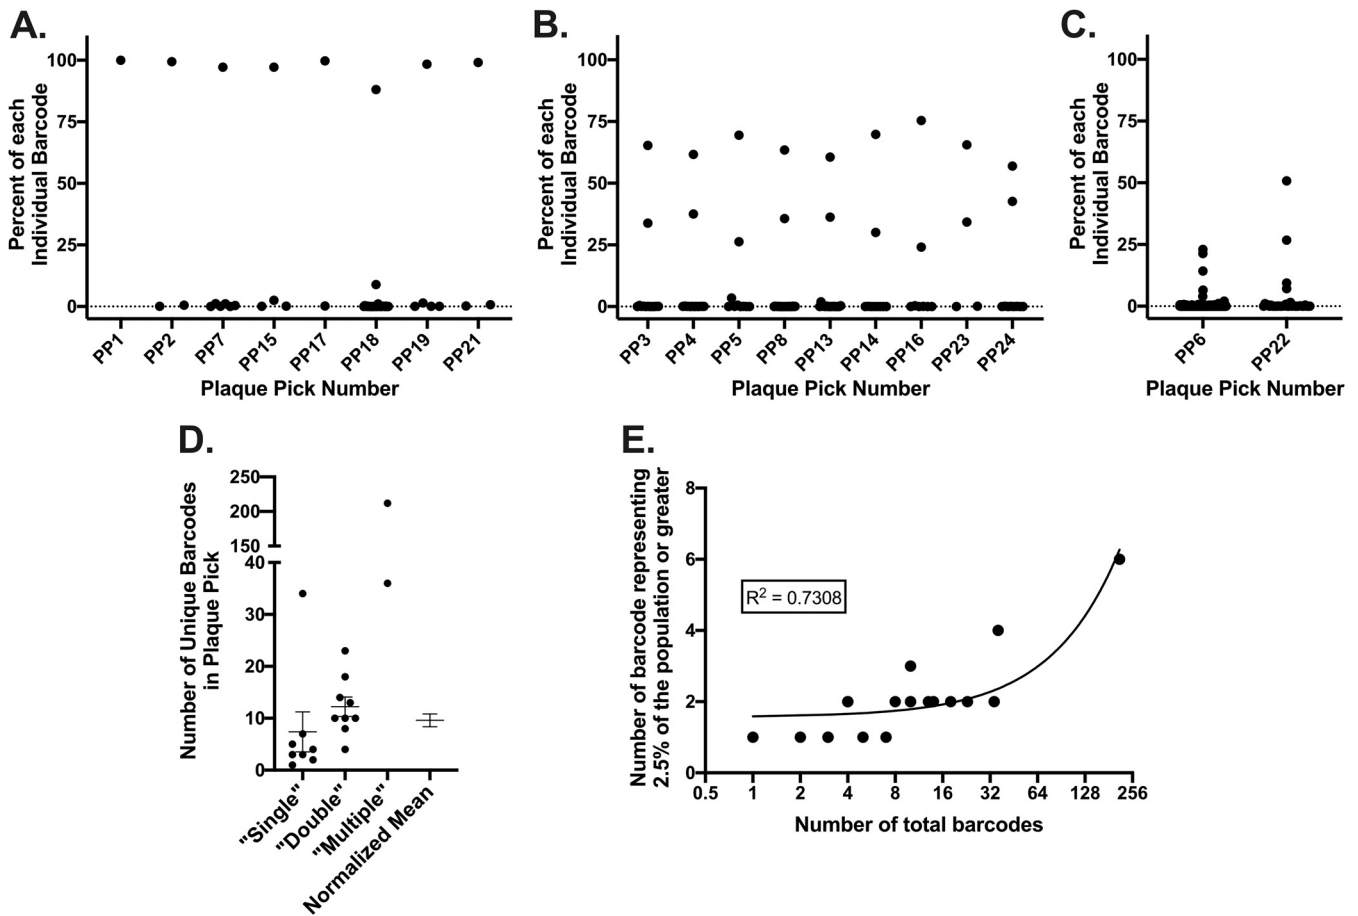 A.
Percent of each
Individual Barcode
100
75
50
25
0
PP1
PP2
PP7
PP15
PP17
PP18
PP19
PP21
Plaque Pick Number
B.
Percent of each
Individual Barcode
100
75
50
25
0
PP3
PP4
PP5
PP8
PP13
PP14
PP16
PP23
PP24
Plaque Pick Number
C.
Percent of each
Individual Barcode
100
75
50
25
0
PP6
PP22
Plaque Pick Number
D.
Number of Unique Barcodes
in Plaque Pick
250
200
150
40
30
20
10
0
"Single"
"Double"
"Multiple"
Normalized Mean
E.
Number of barcode representing
2.5% of the population or greater
8
6
4
2
0
R2 = 0.7308
0.5
1
2
4
8
16
32
64
128
256
Number of total barcodes